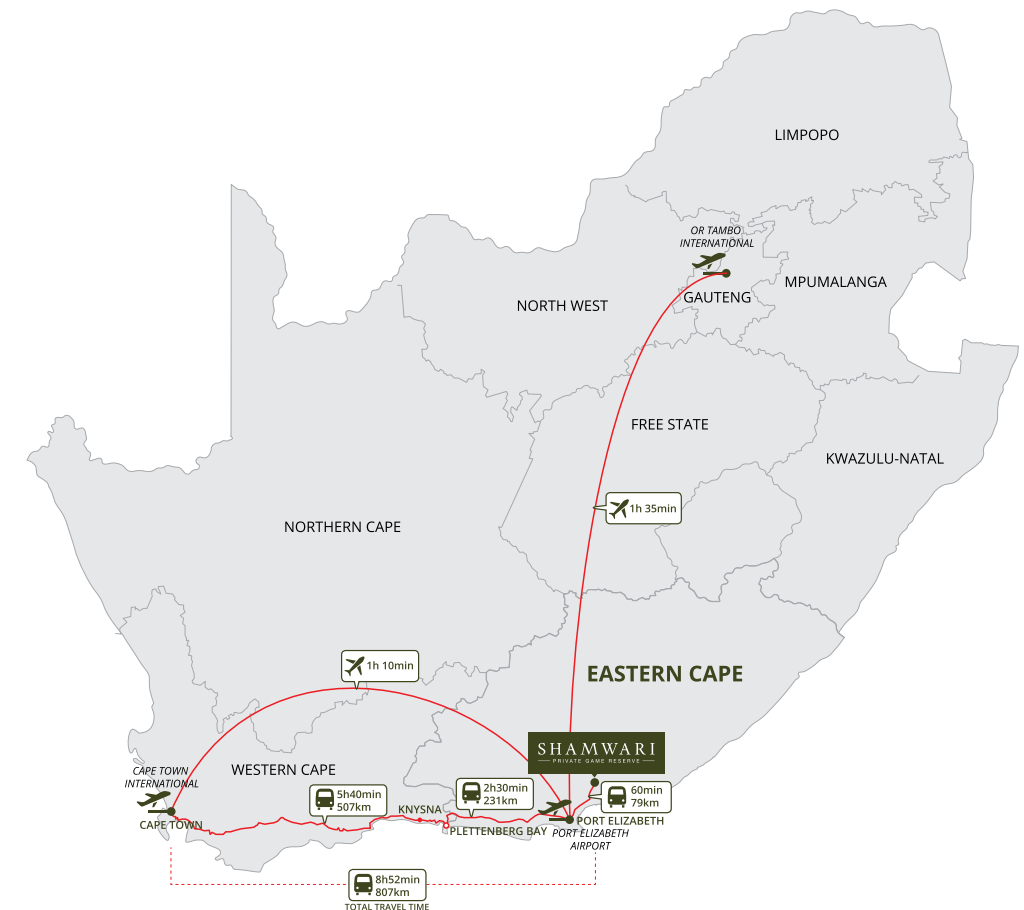 LIMPOPO
OR TAMBO
INTERNATIONAL
MPUMALANGA
GAUTENG
NORTH WEST
FREE STATE
KWAZULU-NATAL
1h 35min
NORTHERN CAPE
1h 10min
EASTERN CAPE
SHAMWARI
PRIVATE GAME RESERVE
WESTERN CAPE
CAPE TOWN
INTERNATIONAL
CAPE TOWN
5h40min
507km
KNYSNA
2h30min
231km
PLETTENBERG BAY
60min
79km
PORT ELIZABETH
PORT ELIZABETH
AIRPORT
8h52min
807km
TOTAL TRAVEL TIME